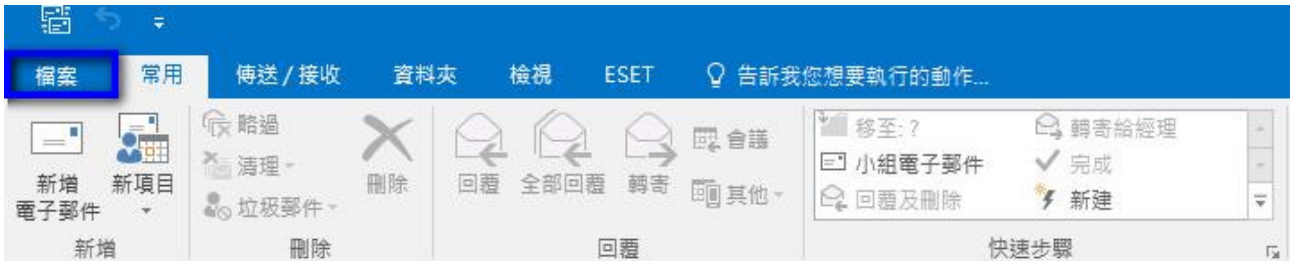 檔案 常用 傳送 / 接收 資料夾 檢視 ESET 告訴我您想要執行的動作...
新增
電子郵件
新項目
略過
清理
垃圾郵件
刪除
回覆
全部回覆
轉寄
會議
其他
移至: ?
小組電子郵件
回覆及刪除
轉寄給經理
完成
新建
新增 刪除 回覆 快速步驟